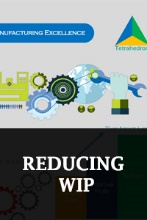 NUFACTURING EXCELLENCE
Tetrahedron
REDUCING
WIP